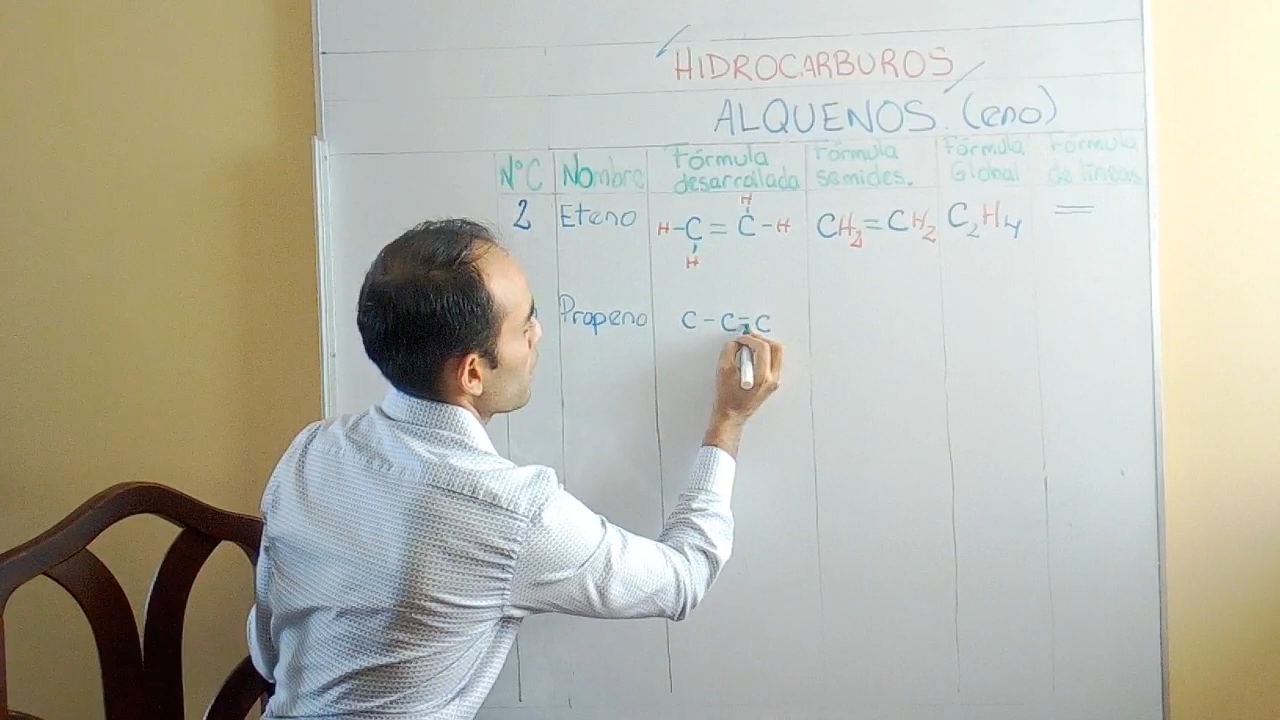 HIDROCARBUROS
ALQUENOS. (eno)
N°C Nombre Fórmula desarrollada Fórmula semides. Fórmula Global Fórmula de líneas
2 Eteno H-C=C-H H H CH2=CH2 C2H4
Propeno C-C=C